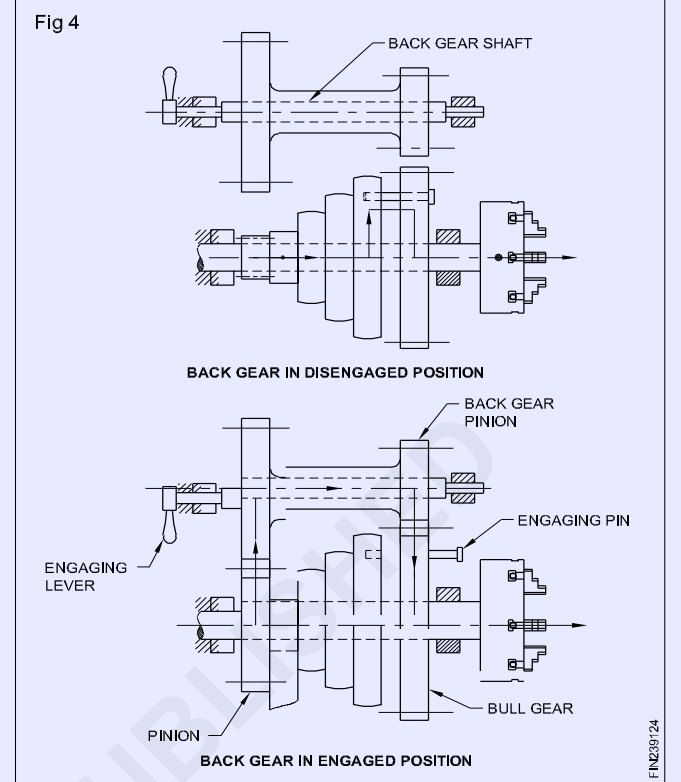 Fig 4
BACK GEAR SHAFT
BACK GEAR IN DISENGAGED POSITION
BACK GEAR
PINION
ENGAGING PIN
ENGAGING
LEVER
BULL GEAR
PINION
BACK GEAR IN ENGAGED POSITION
FIN239124
UBLISHED